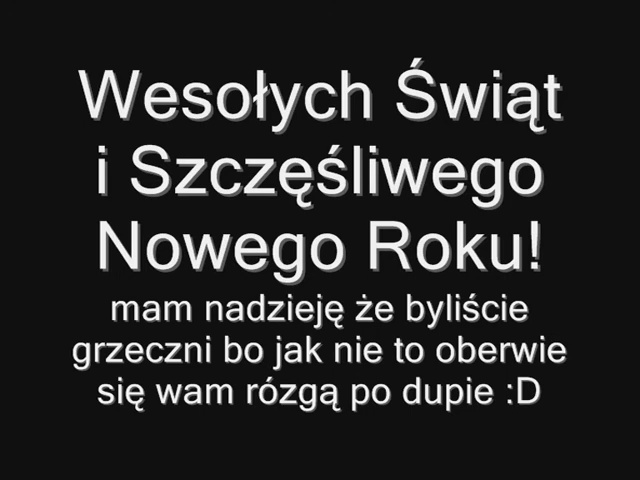 Wesołych Świąt
i Szczęśliwego
Nowego Roku!
mam nadzieję że byliście
grzeczni bo jak nie to oberwie
się wam rózgą po dupie :D